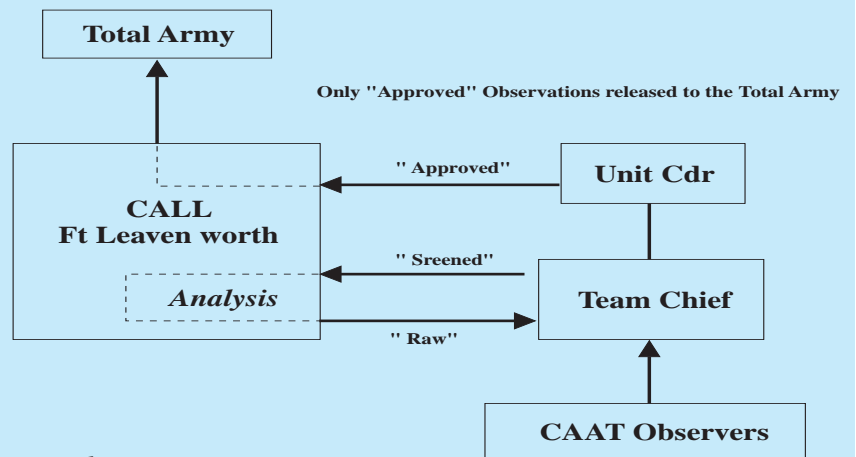 Total Army
Only "Approved" Observations released to the Total Army
" Approved"
Unit Cdr
CALL
Ft Leaven worth
" Sreened"
Analysis
Team Chief
" Raw"
CAAT Observers